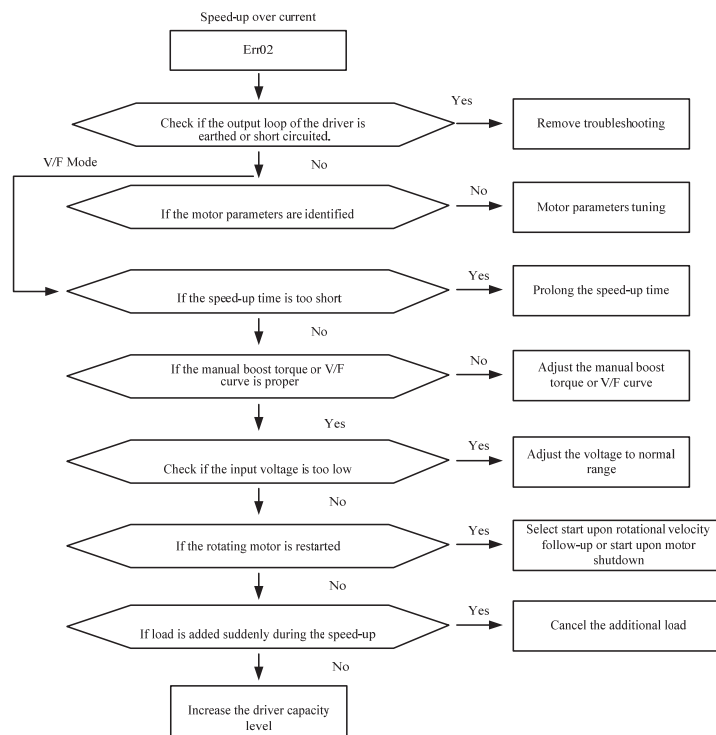 Speed-up over current
Err02
Check if the output loop of the driver is
earthed or short circuited.
Yes
Remove troubleshooting
V/F Mode
No
If the motor parameters are identified
No
Motor parameters tuning
If the speed-up time is too short
Yes
Prolong the speed-up time
No
If the manual boost torque or V/F
curve is proper
No
Adjust the manual boost
torque or V/F curve
Yes
Check if the input voltage is too low
Yes
Adjust the voltage to normal
range
No
If the rotating motor is restarted
Yes
Select start upon rotational velocity
follow-up or start upon motor
shutdown
No
If load is added suddenly during the speed-up
Yes
Cancel the additional load
No
Increase the driver capacity
level